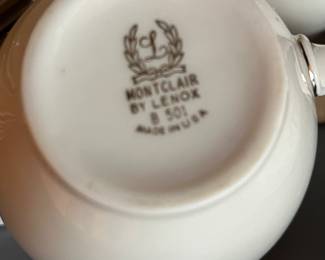 L
MONTCLAIR
BY LENOX
B 501
MADE IN U.S.A.